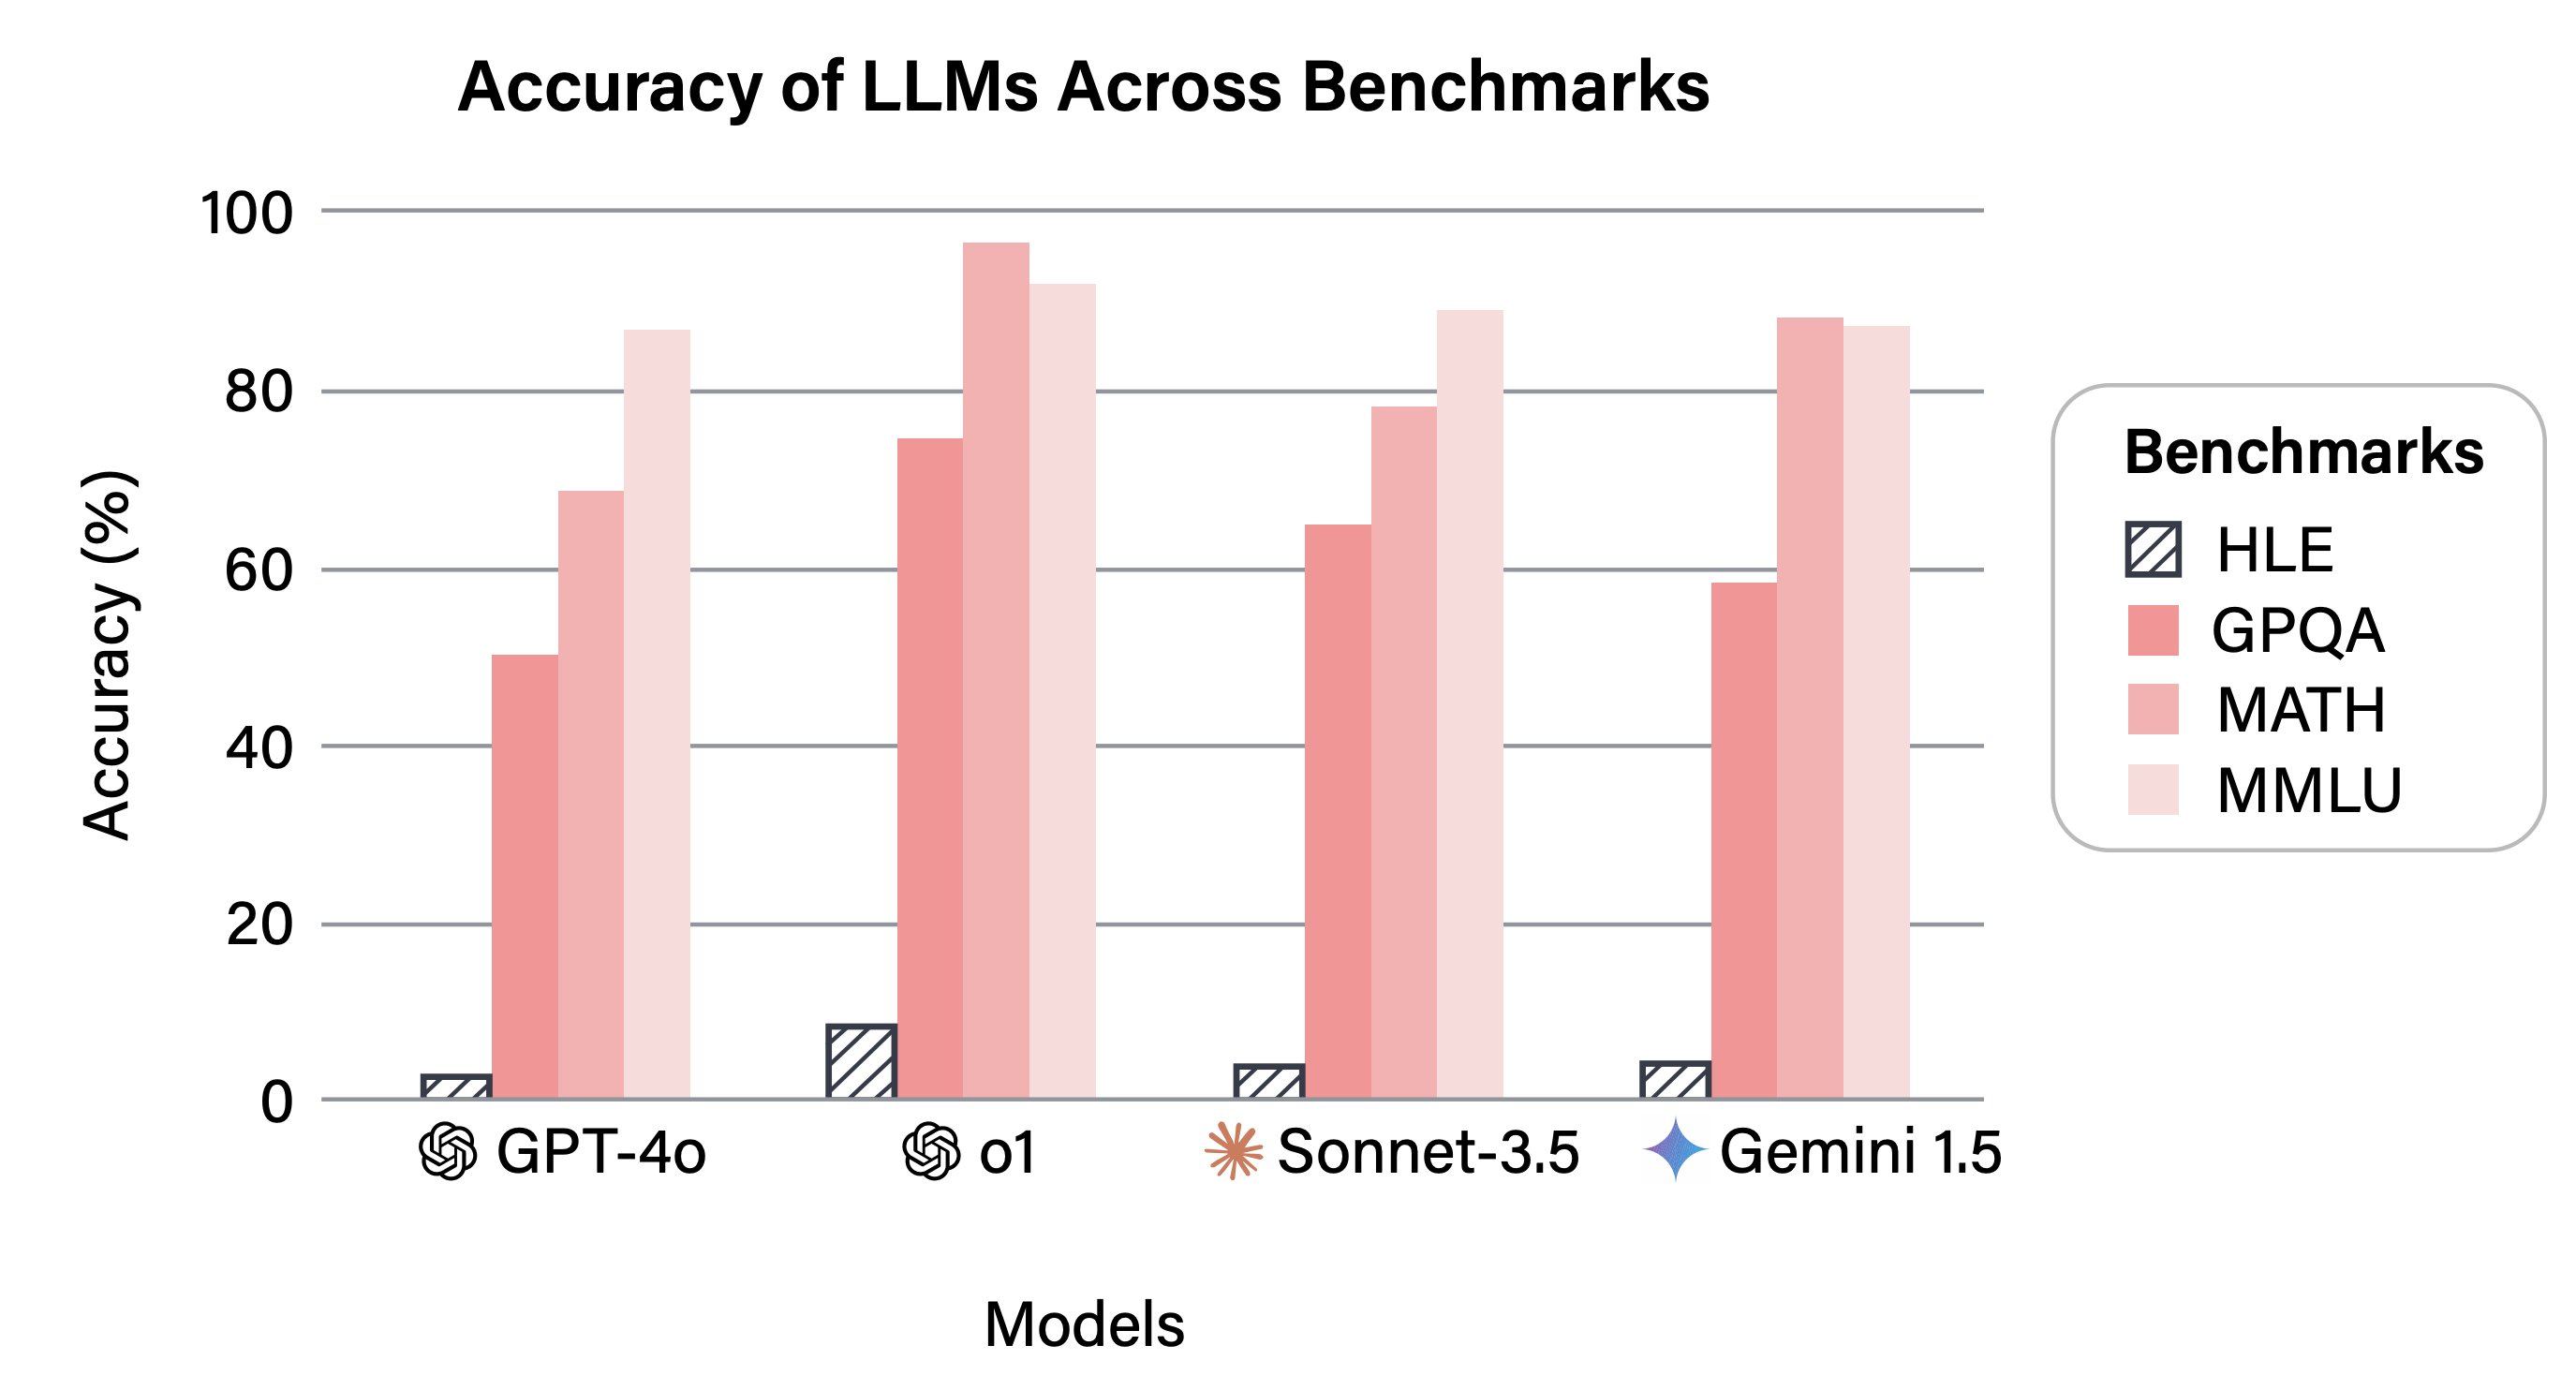 Accuracy of LLMs Across Benchmarks
100
80
60
40
20
0
Accuracy (%)
GPT-4o
o1
Sonnet-3.5
Gemini 1.5
Models
Benchmarks
HLE
GPQA
MATH
MMLU